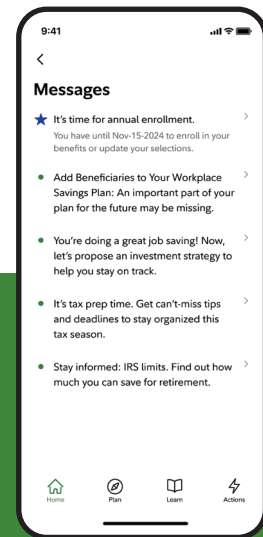 9:41
Messages
It's time for annual enrollment.
You have until Nov-15-2024 to enroll in your
benefits or update your selections.
Add Beneficiaries to Your Workplace
Savings Plan: An important part of your
plan for the future may be missing.
You're doing a great job saving! Now,
let's propose an investment strategy to
help you stay on track.
It's tax prep time. Get can't-miss tips
and deadlines to stay organized this
tax season.
Stay informed: IRS limits. Find out how
much you can save for retirement.
Home Plan Learn Actions